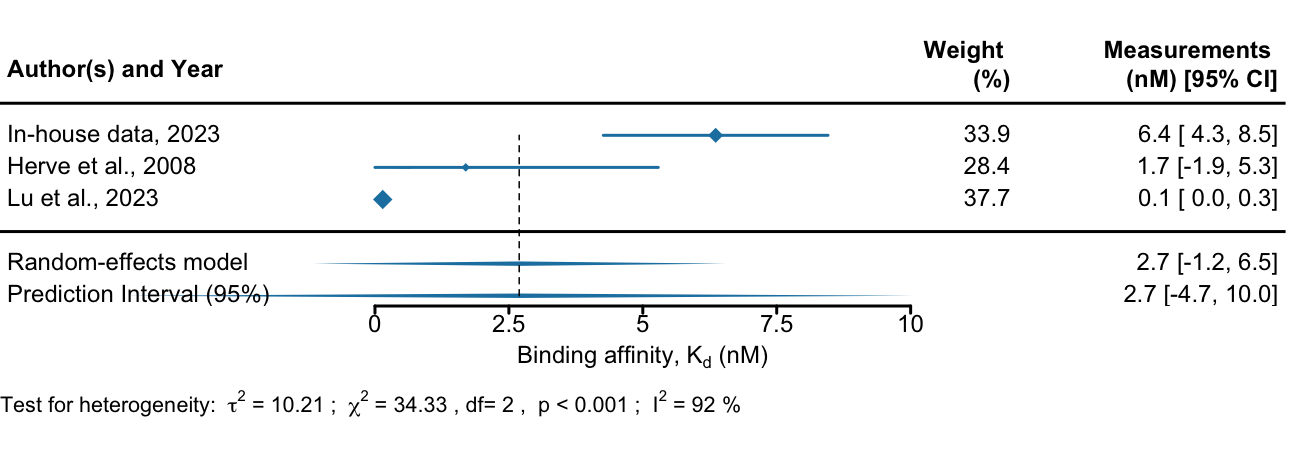 Author(s) and Year Weight (%) Measurements (nM) [95% CI]
In-house data, 2023 33.9 6.4 [ 4.3, 8.5]
Herve et al., 2008 28.4 1.7 [-1.9, 5.3]
Lu et al., 2023 37.7 0.1 [ 0.0, 0.3]
Random-effects model 2.7 [-1.2, 6.5]
Prediction Interval (95%) 2.7 [-4.7, 10.0]
0 2.5 5 7.5 10
Binding affinity, Kd (nM)
Test for heterogeneity: τ² = 10.21 ; χ² = 34.33 , df= 2 , p < 0.001 ; I² = 92 %